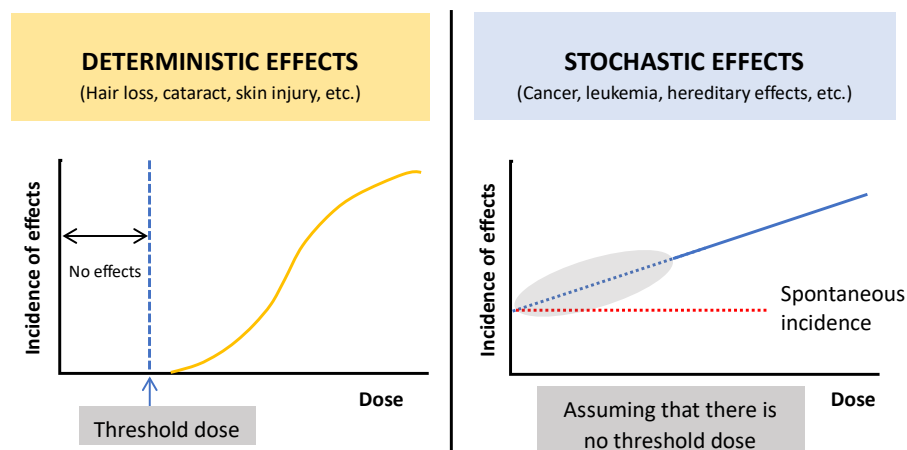 DETERMINISTIC EFFECTS
(Hair loss, cataract, skin injury, etc.)
Incidence of effects
No effects
Dose
Threshold dose
STOCHASTIC EFFECTS
(Cancer, leukemia, hereditary effects, etc.)
Incidence of effects
Spontaneous
incidence
Dose
Assuming that there is
no threshold dose